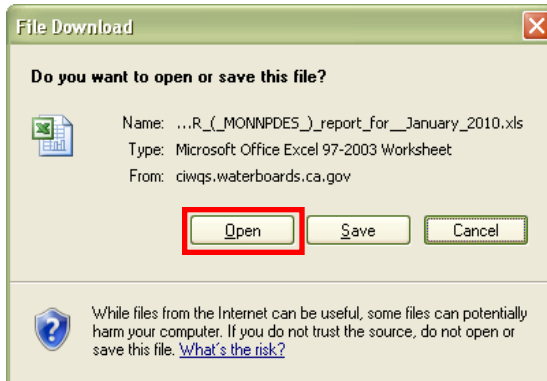 File Download
Do you want to open or save this file?
Name: ...R_(_MONNPDES_)_report_for__January_2010.xls
Type: Microsoft Office Excel 97-2003 Worksheet
From: ciwqs.waterboards.ca.gov
Open Save Cancel
While files from the Internet can be useful, some files can potentially
harm your computer. If you do not trust the source, do not open or
save this file. What's the risk?